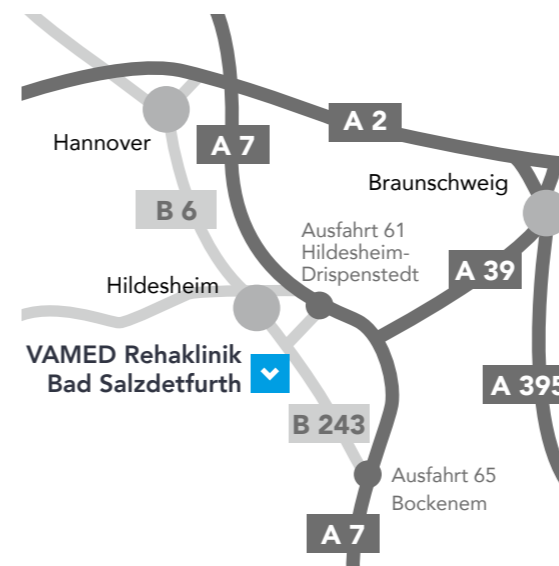 A 2
Hannover
A 7
Braunschweig
B 6
Ausfahrt 61
Hildesheim-
Drispenstedt
A 39
Hildesheim
VAMED Rehaklinik
Bad Salzdetfurth
A 395
B 243
Ausfahrt 65
Bockenem
A 7